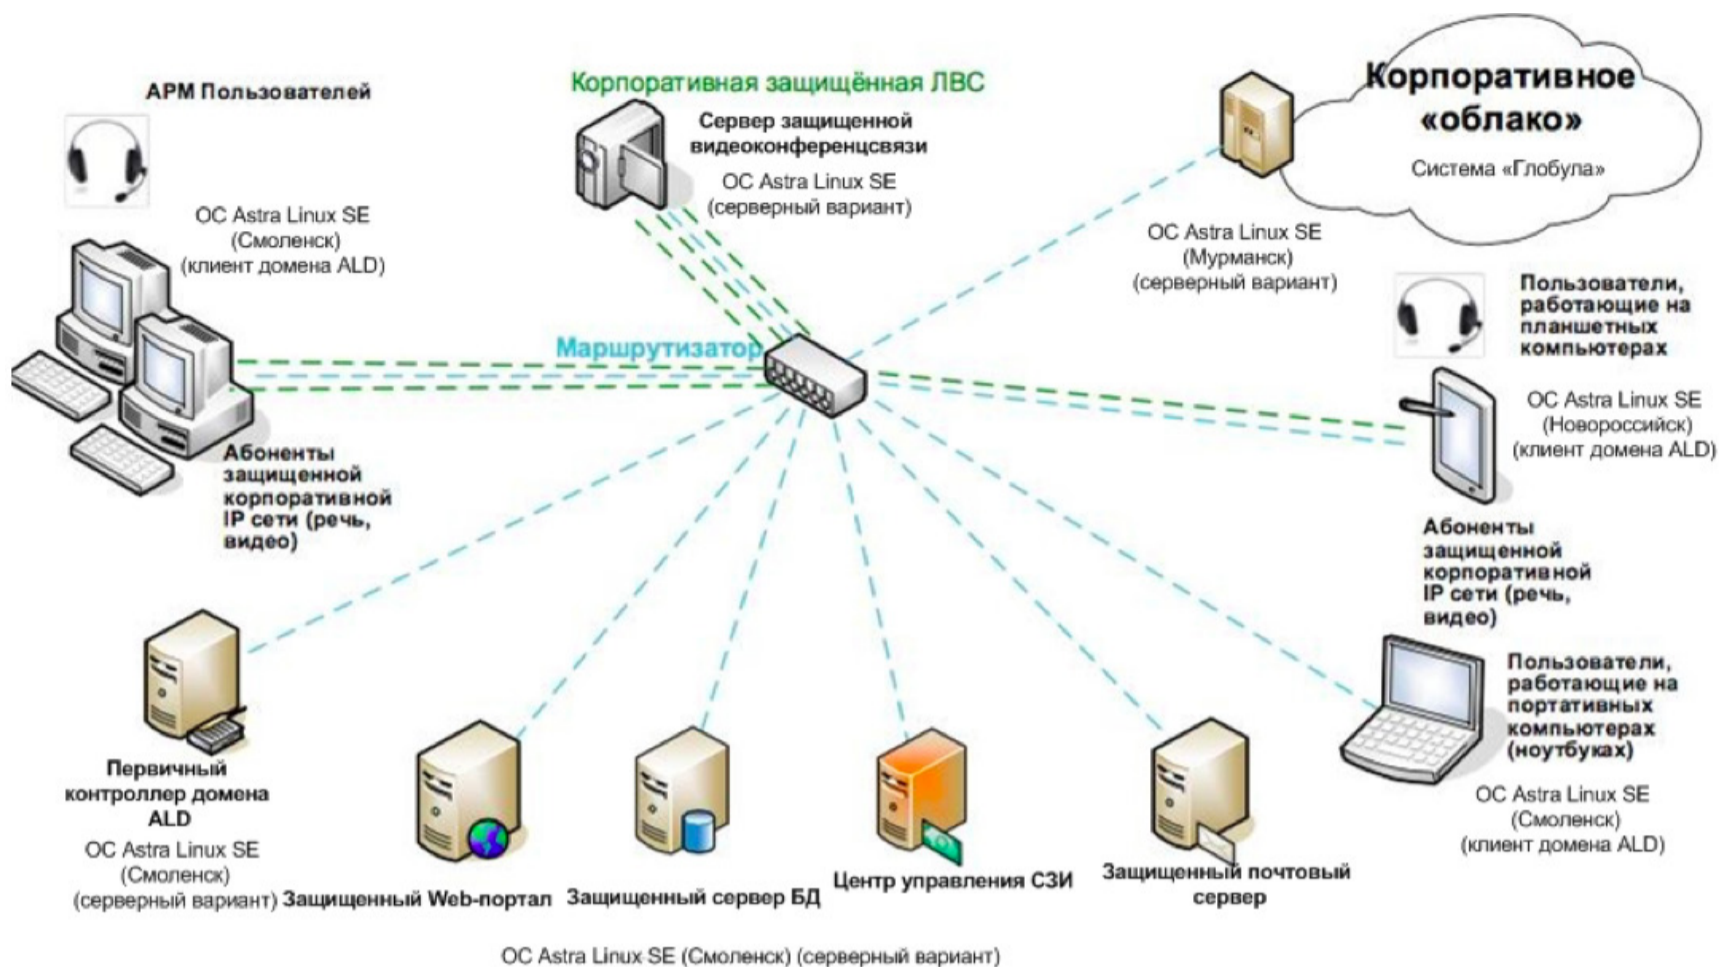 АРМ Пользователей
ОС Astra Linux SE
(Смоленск)
(клиент домена ALD)
Абоненты
защищенной
корпоративной
IP сети (речь,
видео)
Корпоративная защищённая ЛВС
Сервер защищенной
видеоконференцсвязи
ОС Astra Linux SE
(серверный вариант)
Маршрутизатор
Корпоративное
«облако»
Система «Глобула»
ОС Astra Linux SE
(Мурманск)
(серверный вариант)
Пользователи,
работающие на
планшетных
компьютерах
ОС Astra Linux SE
(Новороссийск)
(клиент домена ALD)
Абоненты
защищенной
корпоративной
IP сети (речь,
видео)
Пользователи,
работающие на
портативных
компьютерах
(ноутбуках)
ОС Astra Linux SE
(Смоленск)
(клиент домена ALD)
Первичный
контроллер домена
ALD
ОС Astra Linux SE
(Смоленск)
(серверный вариант)
Защищенный Web-портал
Защищенный сервер БД
Центр управления СЗИ
Защищенный почтовый
сервер
ОС Astra Linux SE (Смоленск) (серверный вариант)